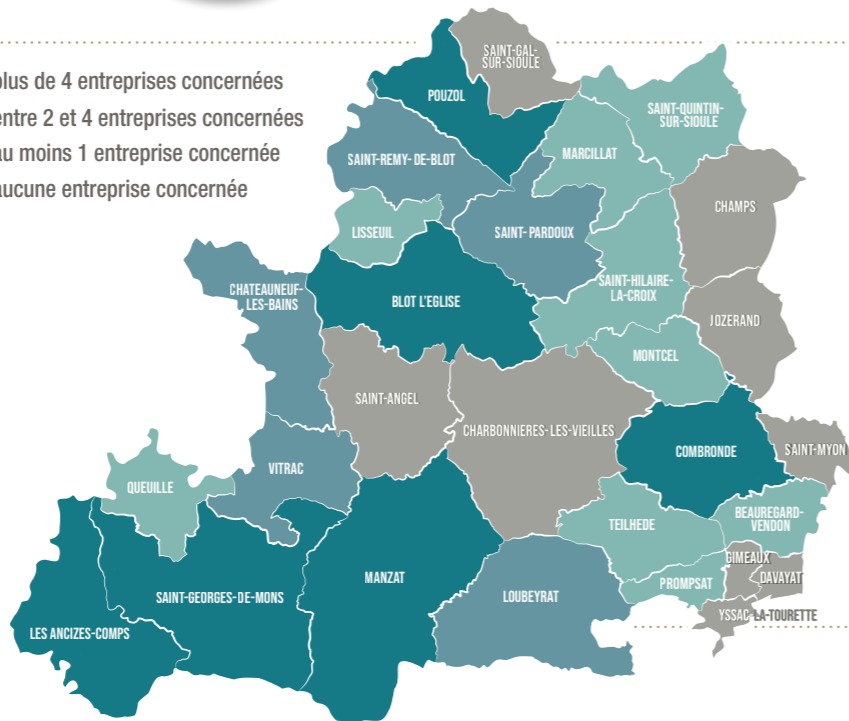 plus de 4 entreprises concernées
entre 2 et 4 entreprises concernées
au moins 1 entreprise concernée
aucune entreprise concernée
SAINT-GAL-
SUR-SIOULE
POUZOL
SAINT-QUINTIN-
SUR-SIOULE
MARCILLAT
SAINT-REMY- DE-BLOT
CHAMPS
LISSEUIL
SAINT- PARDOUX
CHATEAUNEUF-
LES-BAINS
SAINT-HILAIRE-
LA-CROIX
BLOT L'EGLISE
JOZERAND
MONTCEL
SAINT-ANGEL
CHARBONNIERES-LES-VIEILLES
COMBRONDE
SAINT-MYON
VITRAC
QUEUILLE
BEAUREGARD-
VENDON
TEILHEDE
GIMEAUX
MANZAT
DAVAYAT
PROMPSAT
SAINT-GEORGES-DE-MONS
LOUBEYRAT
YSSAC-LA-TOURETTE
LES ANCIZES-COMPS